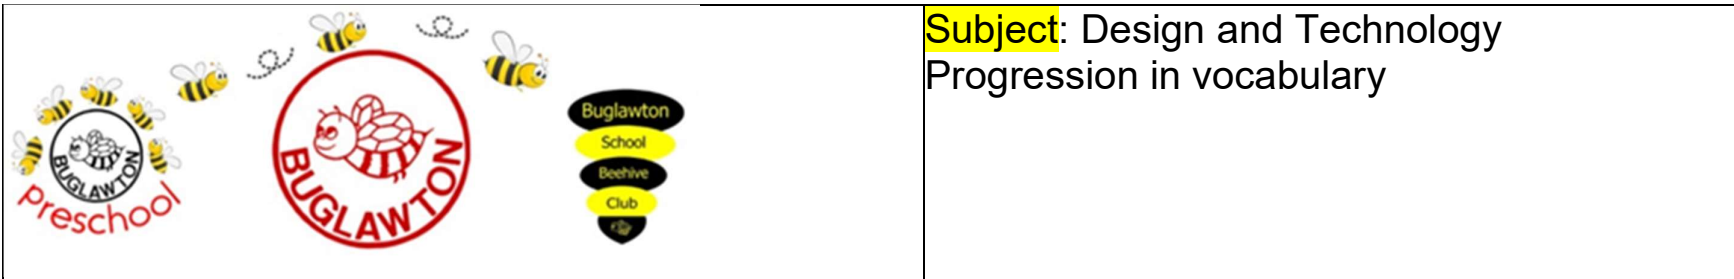 BUGLAWTON
preschool
BUGLAWTON
Buglawton
School
Beehive
Club
Subject: Design and Technology
Progression in vocabulary